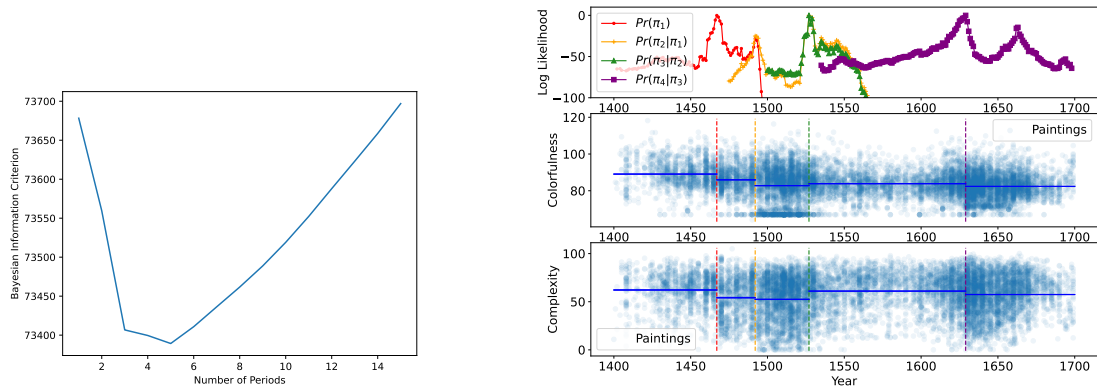 73700
73650
73600
73550
73500
73450
73400
Bayesian Information Criterion
2 4 6 8 10 12 14
Number of Periods
Log Likelihood
0
−50
−100
Pr(π1)
Pr(π2|π1)
Pr(π3|π2)
Pr(π4|π3)
1400 1450 1500 1550 1600 1650 1700
Colorfulness
120
100
80
Paintings
1400 1450 1500 1550 1600 1650 1700
Complexity
100
50
0
Paintings
1400 1450 1500 1550 1600 1650 1700
Year